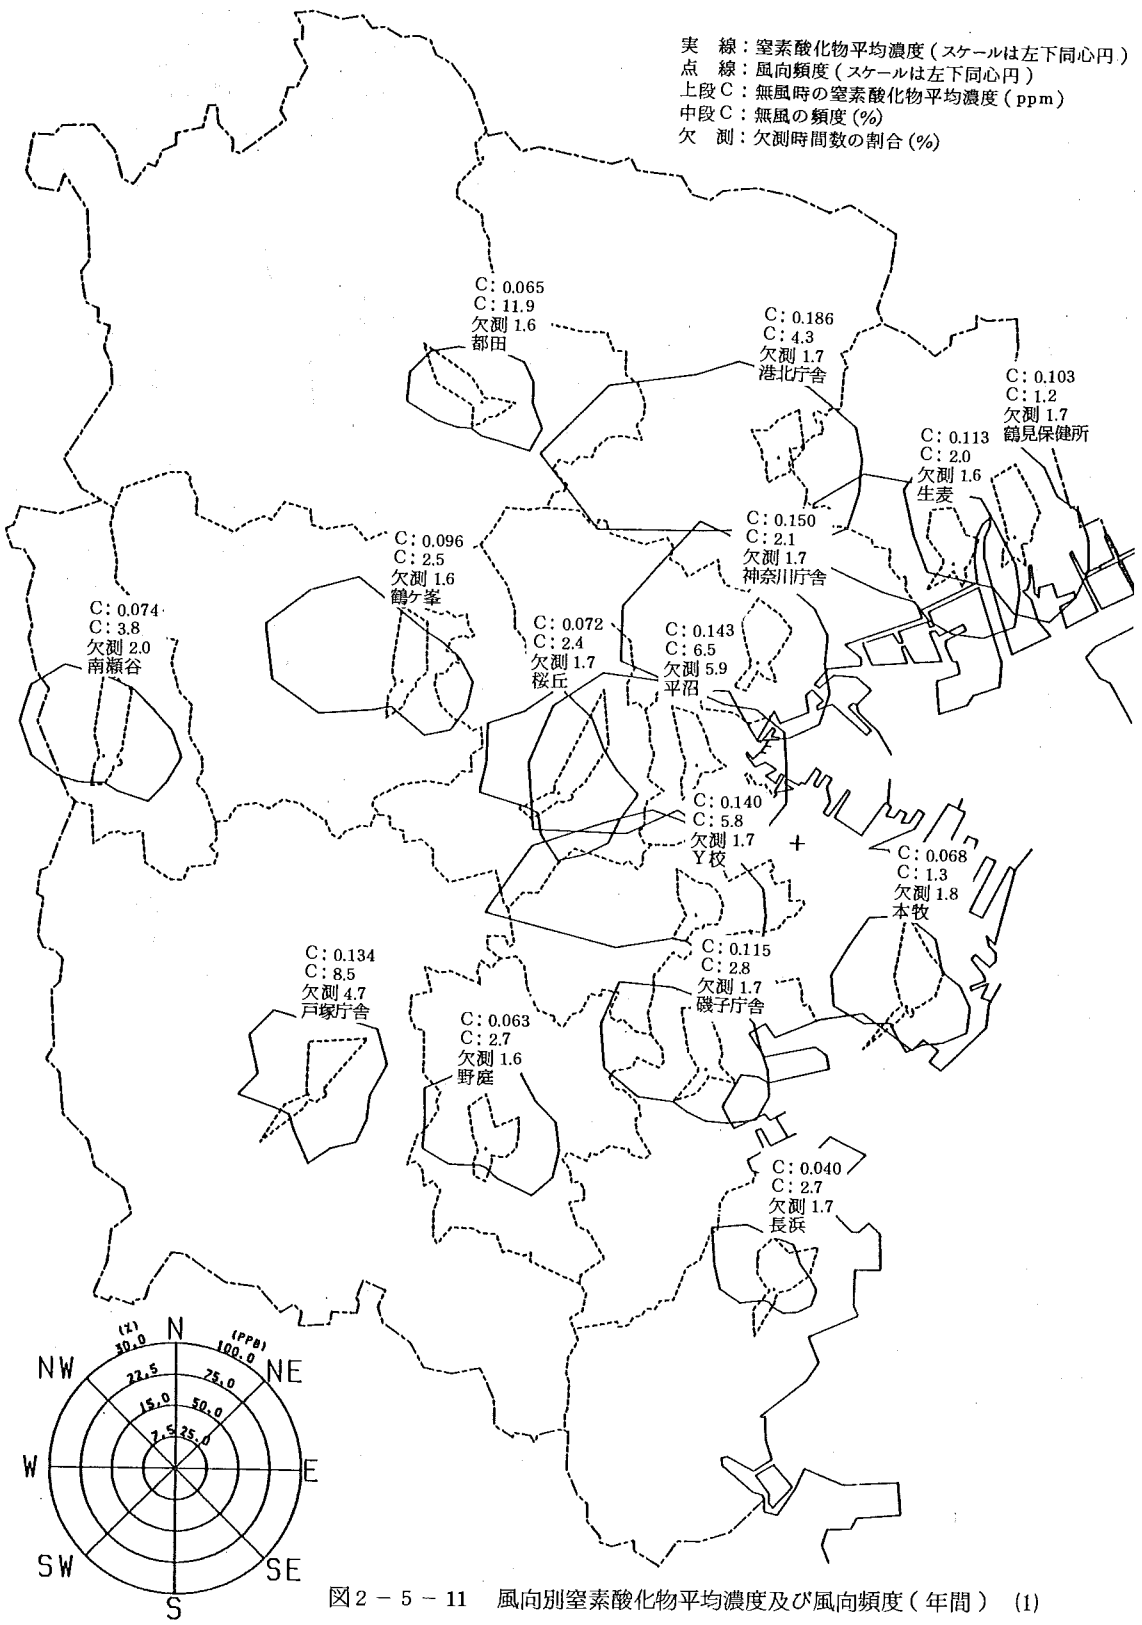 実　線：窒素酸化物平均濃度（スケールは左下同心円）
点　線：風向頻度（スケールは左下同心円）
上段C：無風時の窒素酸化物平均濃度（ppm）
中段C：無風の頻度（%）
欠　測：欠測時間数の割合（%）
C：0.065
C：11.9
欠測 1.6
都田
C：0.186
C：4.3
欠測 1.7
港北庁舎
C：0.103
C：1.2
欠測 1.7
鶴見保健所
C：0.113
C：2.0
欠測 1.6
生麦
C：0.150
C：2.1
欠測 1.7
神奈川庁舎
C：0.096
C：2.5
欠測 1.6
鶴ケ峯
C：0.074
C：3.8
欠測 2.0
南瀬谷
C：0.072
C：2.4
欠測 1.7
桜丘
C：0.143
C：6.5
欠測 5.9
平沼
C：0.140
C：5.8
欠測 1.7
Y校
C：0.068
C：1.3
欠測 1.8
本牧
C：0.115
C：2.8
欠測 1.7
磯子庁舎
C：0.134
C：8.5
欠測 4.7
戸塚庁舎
C：0.063
C：2.7
欠測 1.6
野庭
C：0.040
C：2.7
欠測 1.7
長浜
N
(%)
(PPB)
30.0
100.0
NW
NE
22.5
75.0
15.0
50.0
7.5
25.0
W
E
SW
SE
S
図2－5－11　風向別窒素酸化物平均濃度及び風向頻度（年間）　(1)